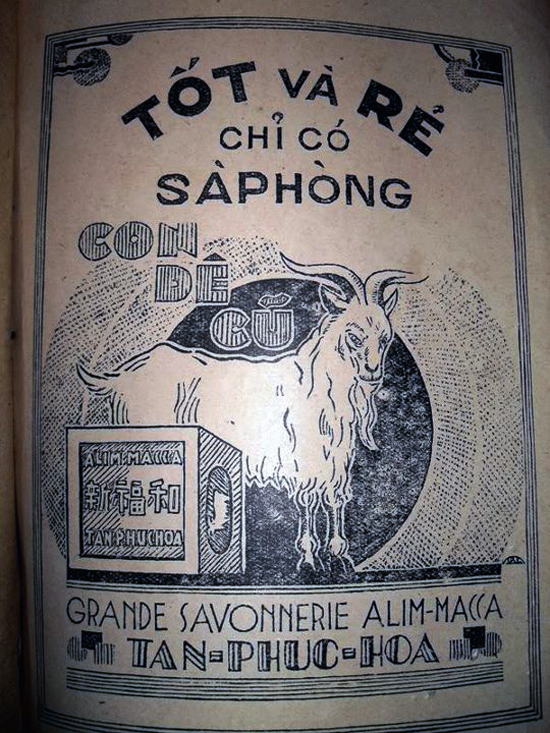 TỐT VÀ RẺ
CHỈ CÓ
SÀPHÒNG
CON
DÊ
CŨ
ALIM-MACCA
新福和
TAN-PHUC-HOA
GRANDE SAVONNERIE ALIM-MACCA
TAN-PHUC-HOA